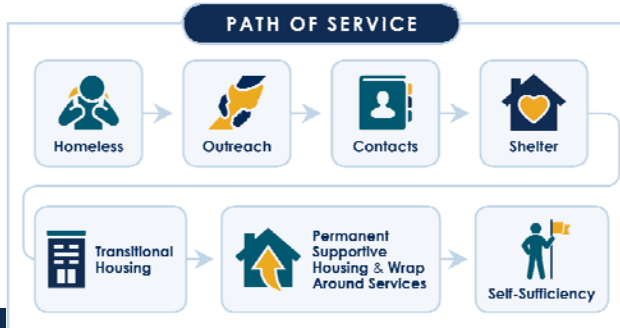 PATH OF SERVICE
Homeless
Outreach
Contacts
Shelter
Transitional
Housing
Permanent
Supportive
Housing & Wrap
Around Services
Self-Sufficiency